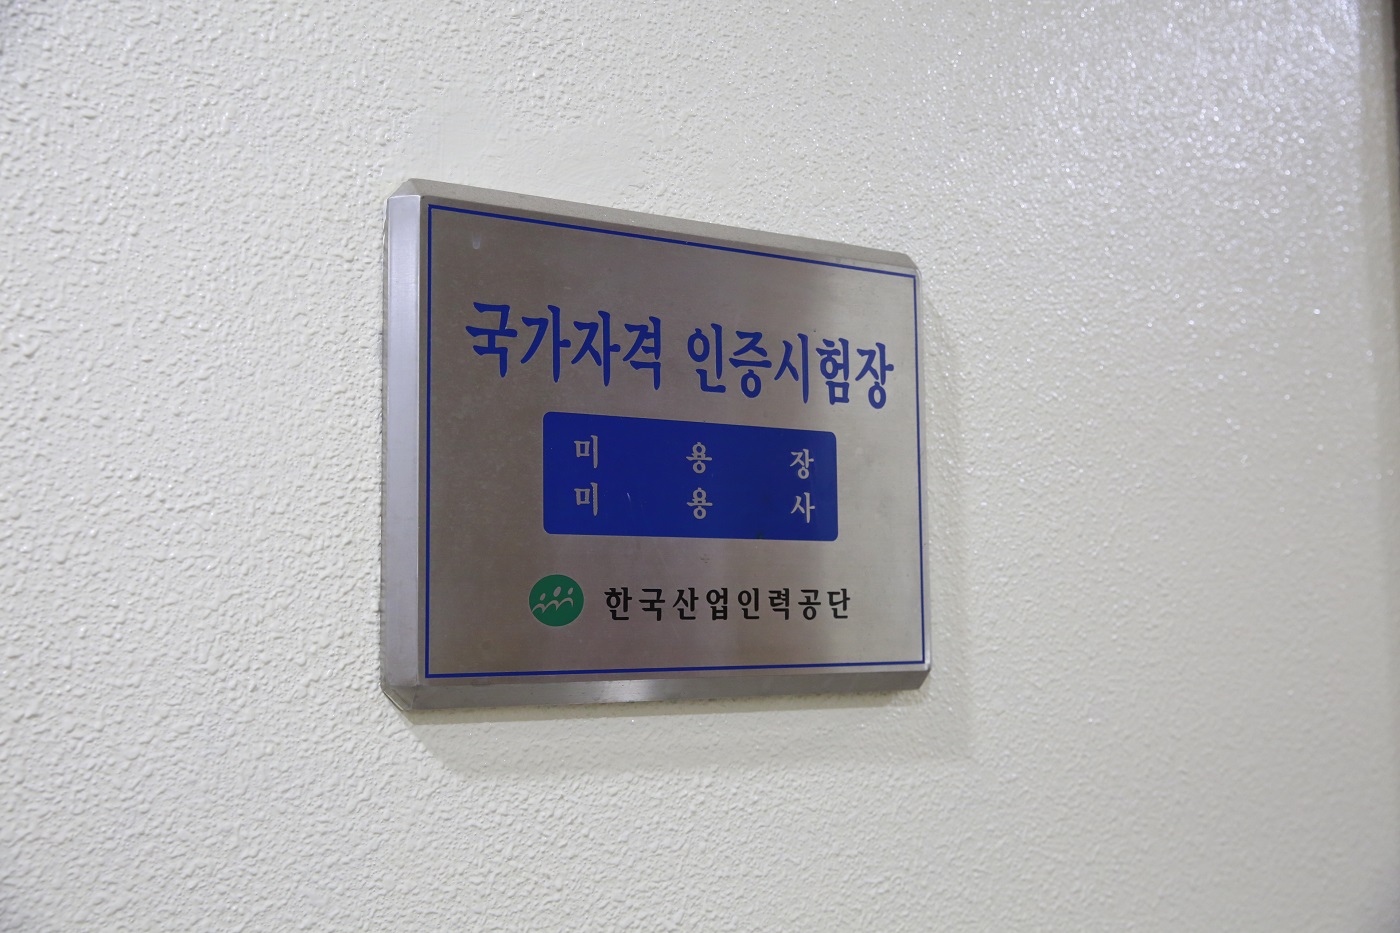 국가자격 인증시험장
미 용 장
미 용 사
한국산업인력공단